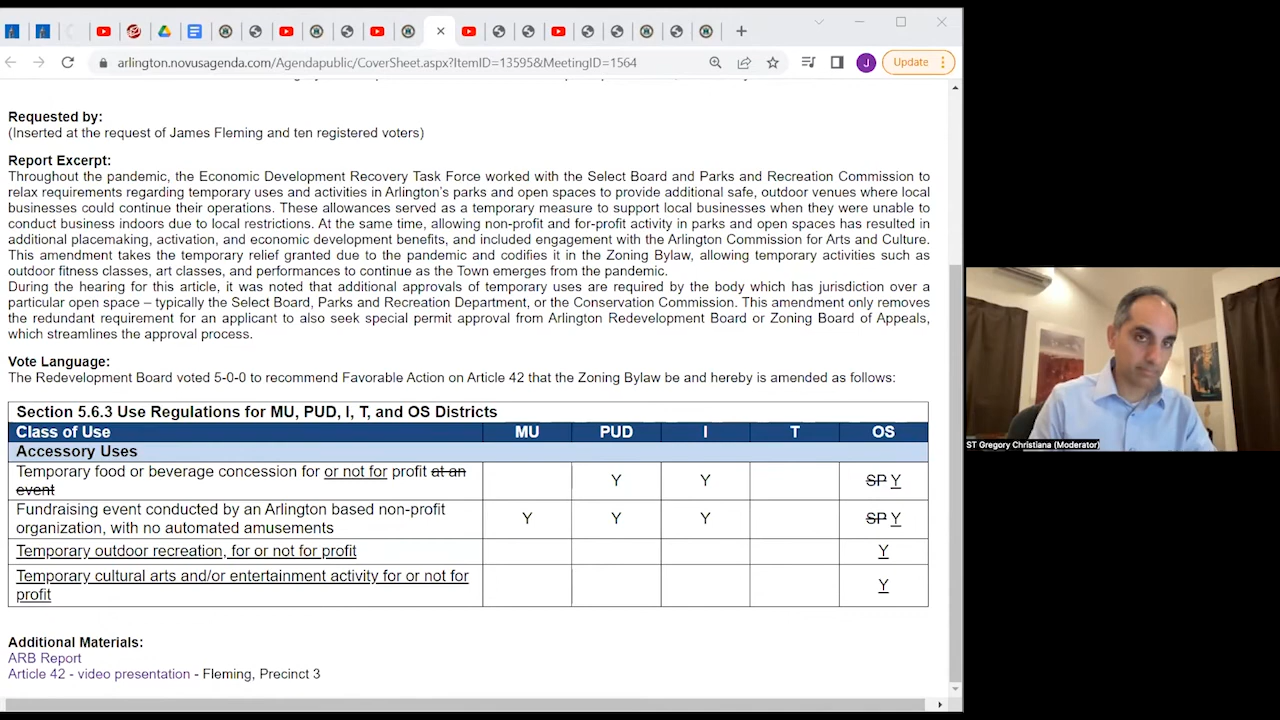 arlington.novusagenda.com/Agendapublic/CoverSheet.aspx?ItemID=13595&MeetingID=1564
J
Update
Requested by:
(Inserted at the request of James Fleming and ten registered voters)
Report Excerpt:
Throughout the pandemic, the Economic Development Recovery Task Force worked with the Select Board and Parks and Recreation Commission to
relax requirements regarding temporary uses and activities in Arlington's parks and open spaces to provide additional safe, outdoor venues where local
businesses could continue their operations. These allowances served as a temporary measure to support local businesses when they were unable to
conduct business indoors due to local restrictions. At the same time, allowing non-profit and for-profit activity in parks and open spaces has resulted in
additional placemaking, activation, and economic development benefits, and included engagement with the Arlington Commission for Arts and Culture.
This amendment takes the temporary relief granted due to the pandemic and codifies it in the Zoning Bylaw, allowing temporary activities such as
outdoor fitness classes, art classes, and performances to continue as the Town emerges from the pandemic.
During the hearing for this article, it was noted that additional approvals of temporary uses are required by the body which has jurisdiction over a
particular open space – typically the Select Board, Parks and Recreation Department, or the Conservation Commission. This amendment only removes
the redundant requirement for an applicant to also seek special permit approval from Arlington Redevelopment Board or Zoning Board of Appeals,
which streamlines the approval process.
Vote Language:
The Redevelopment Board voted 5-0-0 to recommend Favorable Action on Article 42 that the Zoning Bylaw be and hereby is amended as follows:
Section 5.6.3 Use Regulations for MU, PUD, I, T, and OS Districts
Class of Use MU PUD I T OS
Accessory Uses
Temporary food or beverage concession for or not for profit at an
event Y Y SP Y
Fundraising event conducted by an Arlington based non-profit
organization, with no automated amusements Y Y Y SP Y
Temporary outdoor recreation, for or not for profit Y
Temporary cultural arts and/or entertainment activity for or not for
profit Y
Additional Materials:
ARB Report
Article 42 - video presentation - Fleming, Precinct 3
ST Gregory Christiana (Moderator)